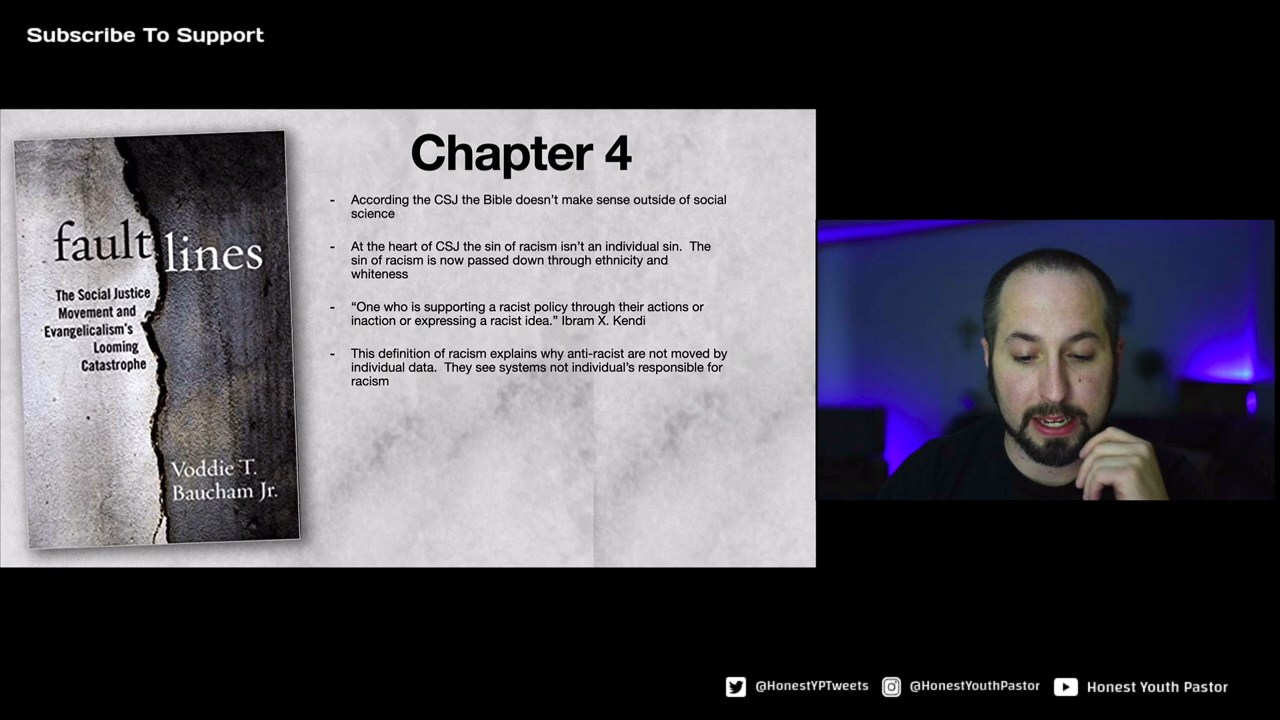 Subscribe To Support
fault lines
The Social Justice
Movement and
Evangelicalism's
Looming
Catastrophe
Voddie T.
Baucham Jr.
Chapter 4
- According the CSJ the Bible doesn't make sense outside of social
science
- At the heart of CSJ the sin of racism isn't an individual sin.  The
sin of racism is now passed down through ethnicity and
whiteness
- “One who is supporting a racist policy through their actions or
inaction or expressing a racist idea.” Ibram X. Kendi
- This definition of racism explains why anti-racist are not moved by
individual data.  They see systems not individual's responsible for
racism
@HonestYPTweets @HonestYouthPastor Honest Youth Pastor